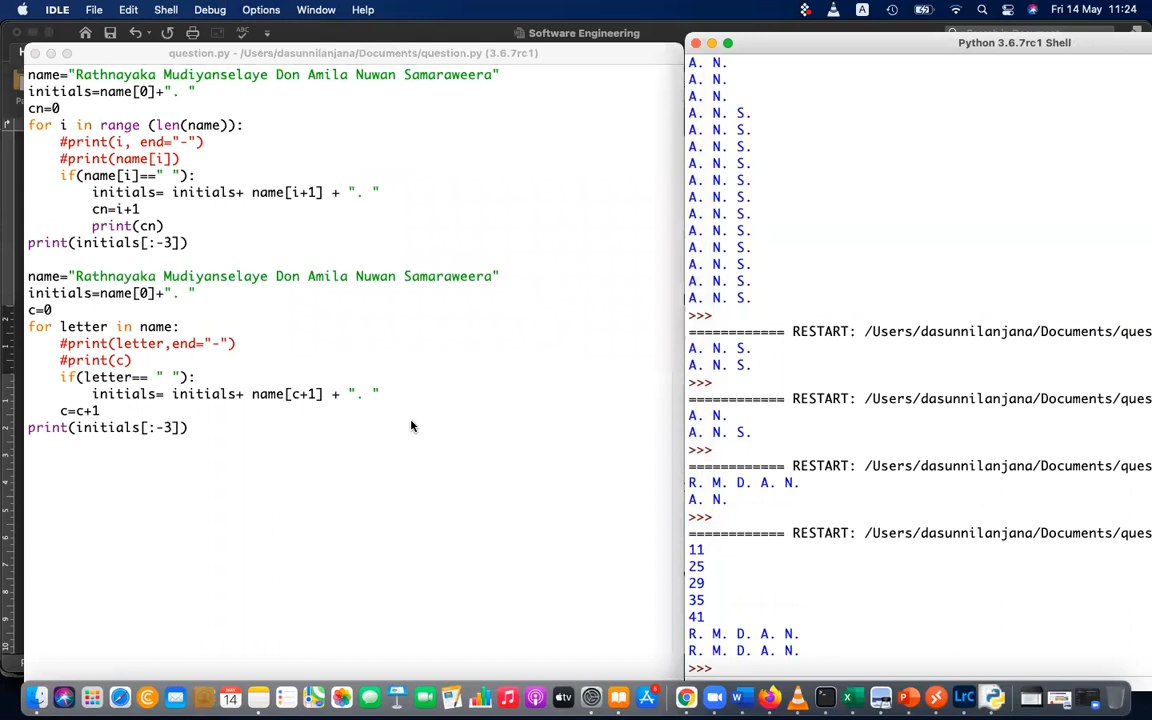 IDLE File Edit Shell Debug Options Window Help
A
Fri 14 May 11:24
Software Engineering
question.py - /Users/dasunnilanjana/Documents/question.py (3.6.7rc1)
name="Rathnayaka Mudiyanselaye Don Amila Nuwan Samaraweera"
initials=name[0]+". "
cn=0
for i in range (len(name)):
#print(i, end="-")
#print(name[i])
if(name[i]==" "):
initials= initials+ name[i+1] + ". "
cn=i+1
print(cn)
print(initials[:-3])
name="Rathnayaka Mudiyanselaye Don Amila Nuwan Samaraweera"
initials=name[0]+". "
c=0
for letter in name:
#print(letter,end="-")
#print(c)
if(letter== " "):
initials= initials+ name[c+1] + ". "
c=c+1
print(initials[:-3])
Python 3.6.7rc1 Shell
A. N.
A. N.
A. N.
A. N. S.
A. N. S.
A. N. S.
A. N. S.
A. N. S.
A. N. S.
A. N. S.
A. N. S.
A. N. S.
A. N. S.
A. N. S.
A. N. S.
>>>
============ RESTART: /Users/dasunnilanjana/Documents/ques
A. N. S.
A. N. S.
>>>
============ RESTART: /Users/dasunnilanjana/Documents/ques
A. N.
A. N. S.
>>>
============ RESTART: /Users/dasunnilanjana/Documents/ques
R. M. D. A. N.
A. N.
>>>
============ RESTART: /Users/dasunnilanjana/Documents/ques
11
25
29
35
41
R. M. D. A. N.
R. M. D. A. N.
>>>
MAY
14
tv
LrC